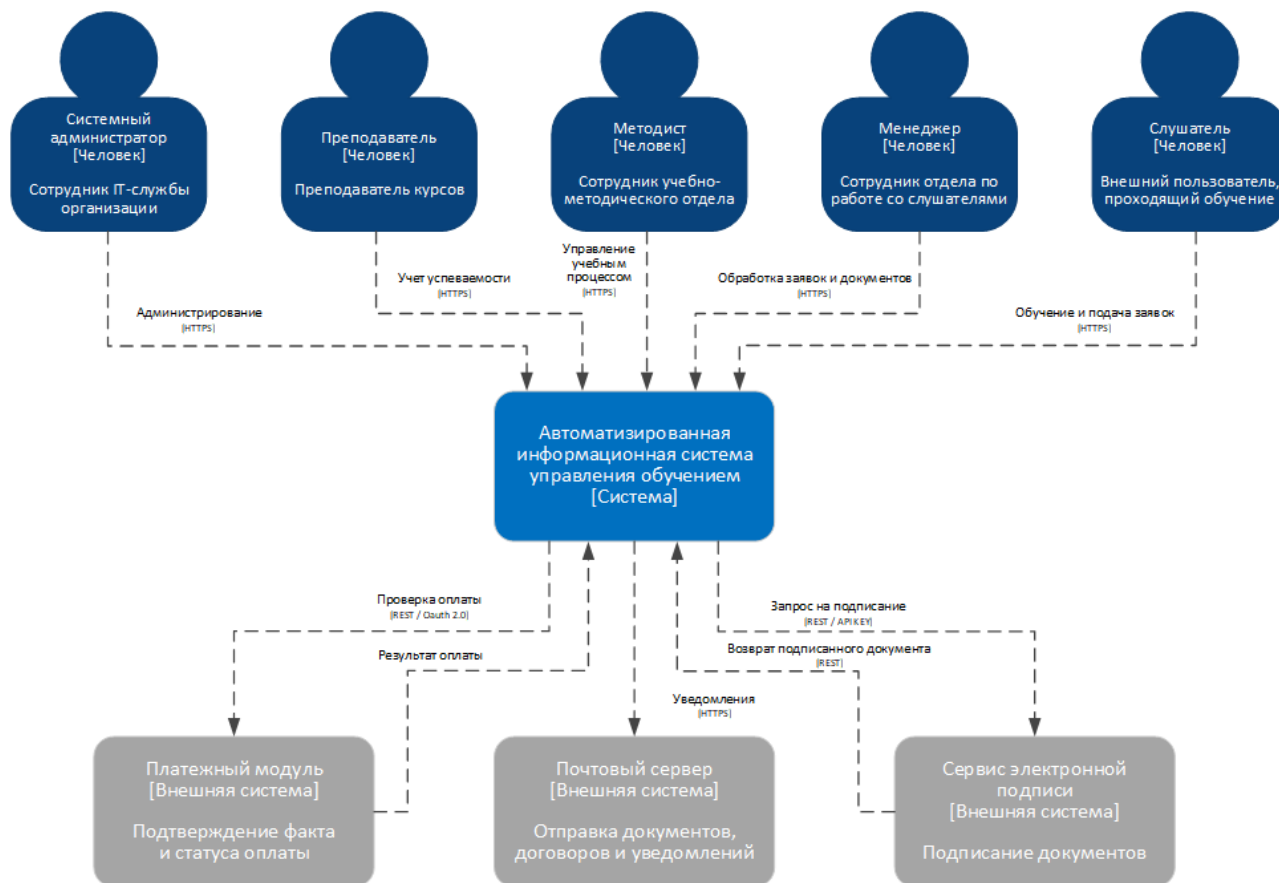 Системный
администратор
[Человек]
Сотрудник IT-службы
организации
Преподаватель
[Человек]
Преподаватель курсов
Методист
[Человек]
Сотрудник учебно-
методического отдела
Менеджер
[Человек]
Сотрудник отдела по
работе со слушателями
Слушатель
[Человек]
Внешний пользователь,
проходящий обучение
Администрирование
(HTTPS)
Учет успеваемости
(HTTPS)
Управление
учебным
процессом
(HTTPS)
Обработка заявок и документов
(HTTPS)
Обучение и подача заявок
(HTTPS)
Автоматизированная
информационная система
управления обучением
[Система]
Проверка оплаты
(REST / Oauth 2.0)
Результат оплаты
Уведомления
(HTTPS)
Запрос на подписание
(REST / API KEY)
Возврат подписанного документа
(REST)
Платежный модуль
[Внешняя система]
Подтверждение факта
и статуса оплаты
Почтовый сервер
[Внешняя система]
Отправка документов,
договоров и уведомлений
Сервис электронной
подписи
[Внешняя система]
Подписание документов